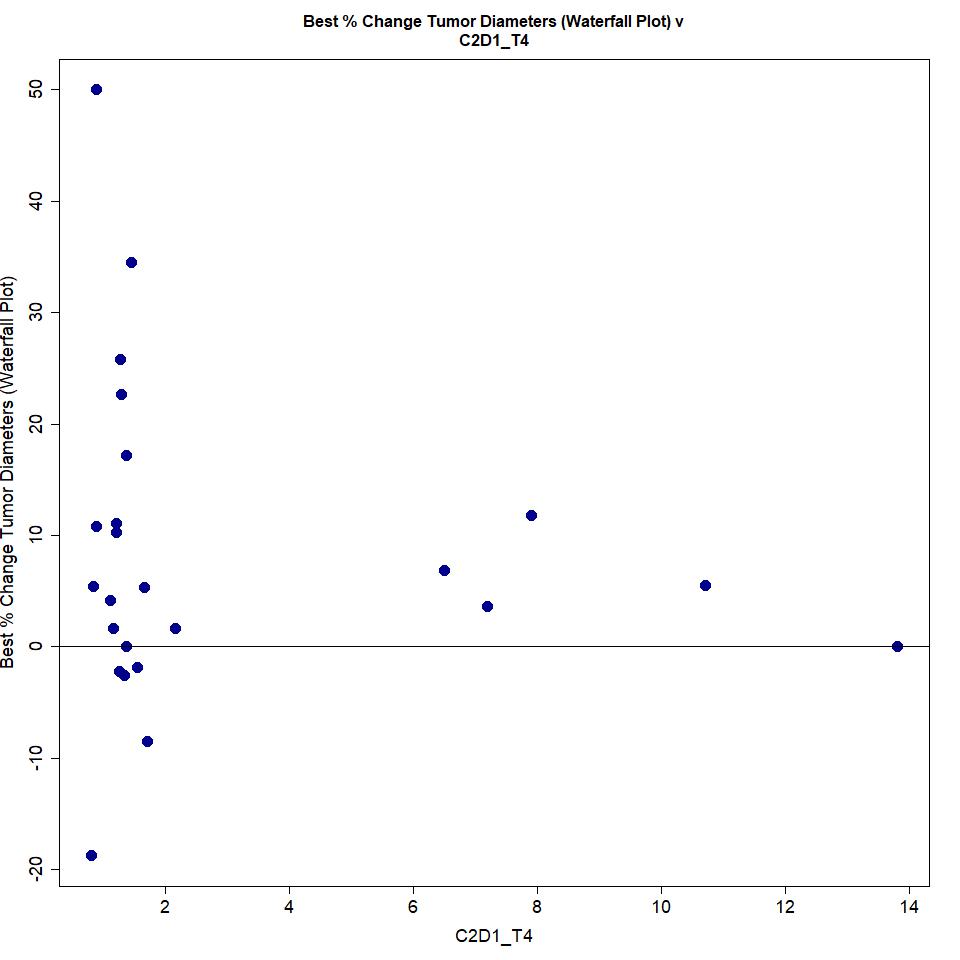 Best % Change Tumor Diameters (Waterfall Plot) v
C2D1_T4
Best % Change Tumor Diameters (Waterfall Plot)
50
40
30
20
10
0
-10
-20
2 4 6 8 10 12 14
C2D1_T4